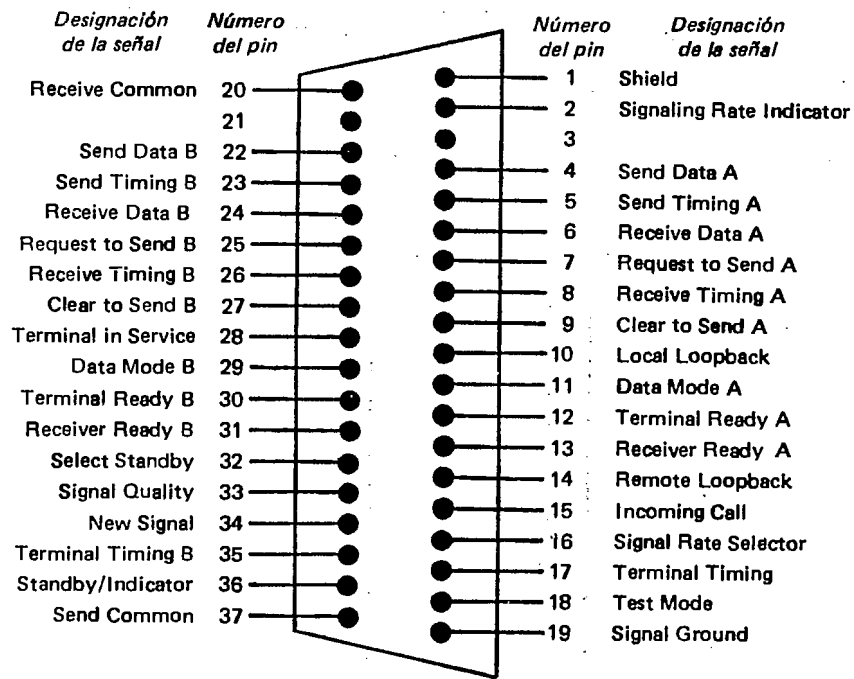 Designación Número
de la señal del pin
Receive Common 20
21
Send Data B 22
Send Timing B 23
Receive Data B 24
Request to Send B 25
Receive Timing B 26
Clear to Send B 27
Terminal in Service 28
Data Mode B 29
Terminal Ready B 30
Receiver Ready B 31
Select Standby 32
Signal Quality 33
New Signal 34
Terminal Timing B 35
Standby/Indicator 36
Send Common 37
Número Designación
del pin de la señal
1 Shield
2 Signaling Rate Indicator
3
4 Send Data A
5 Send Timing A
6 Receive Data A
7 Request to Send A
8 Receive Timing A
9 Clear to Send A
10 Local Loopback
11 Data Mode A
12 Terminal Ready A
13 Receiver Ready A
14 Remote Loopback
15 Incoming Call
16 Signal Rate Selector
17 Terminal Timing
18 Test Mode
19 Signal Ground